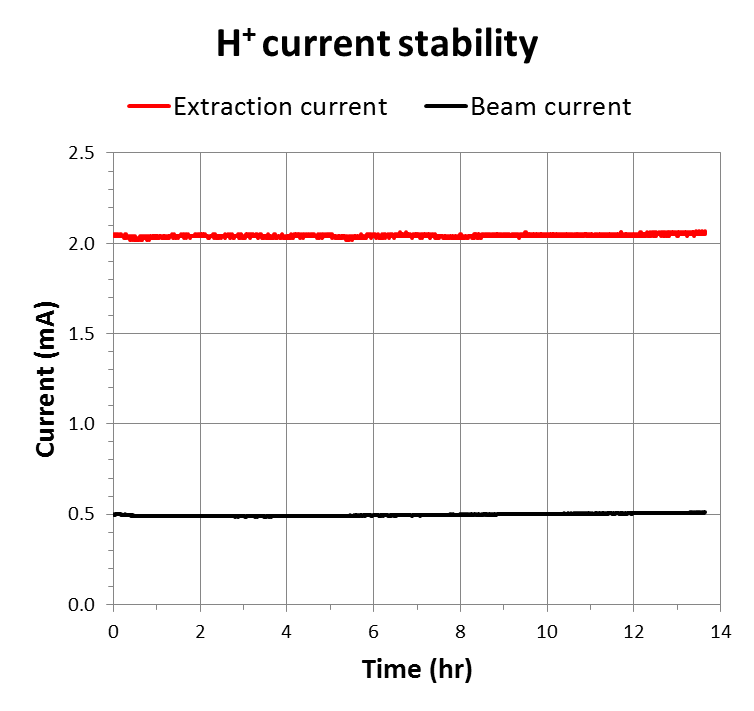 H⁺ current stability
Extraction current Beam current
2.5
2.0
1.5
1.0
0.5
0.0
Current (mA)
0 2 4 6 8 10 12 14
Time (hr)